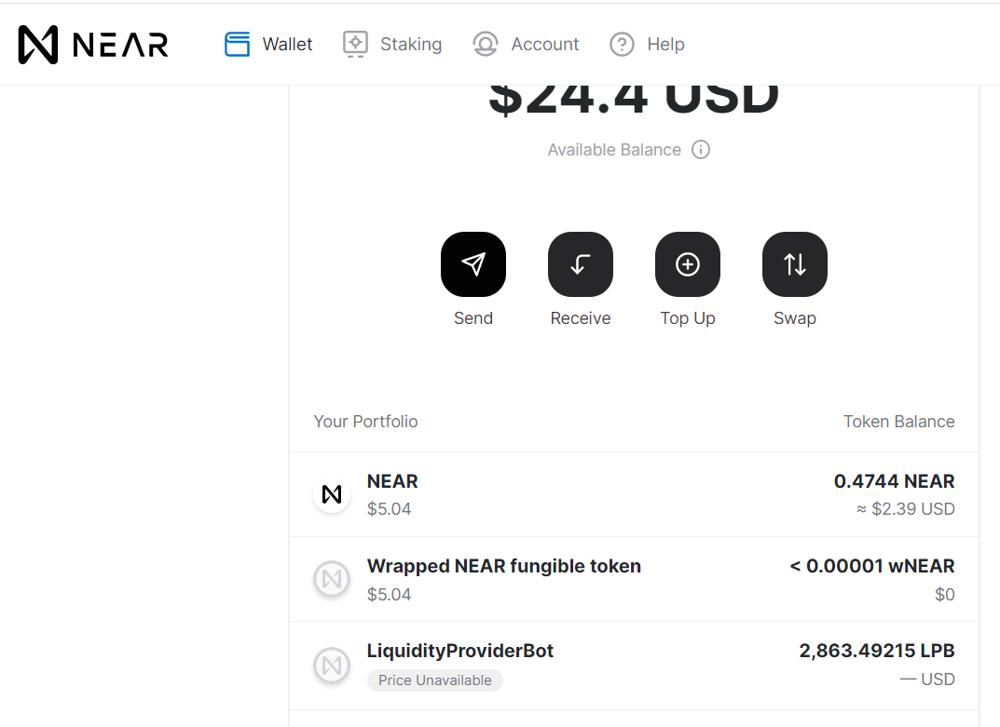 NEAR
Wallet
Staking
Account
Help
$24.4 USD
Available Balance
Send
Receive
Top Up
Swap
Your Portfolio
Token Balance
NEAR
0.4744 NEAR
$5.04
≈ $2.39 USD
Wrapped NEAR fungible token
< 0.00001 wNEAR
$5.04
$0
LiquidityProviderBot
2,863.49215 LPB
Price Unavailable
— USD